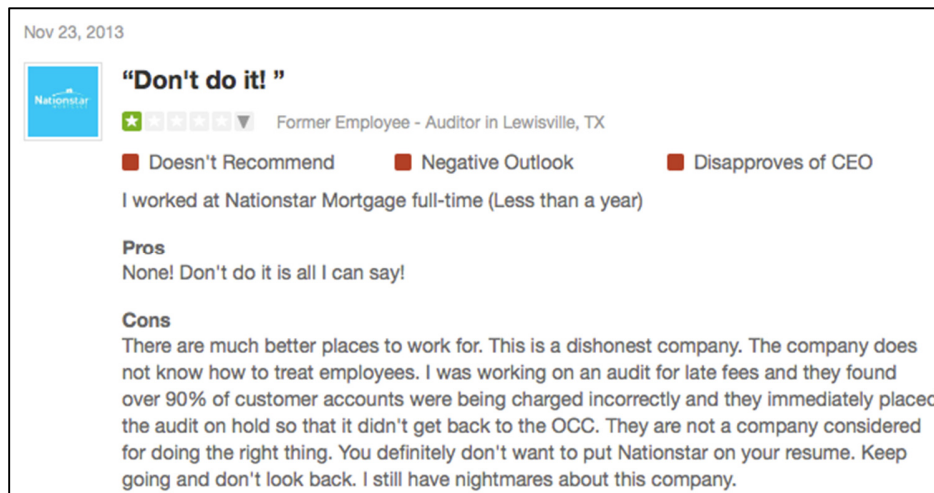 Nov 23, 2013
Nationstar
“Don't do it! ”
Former Employee - Auditor in Lewisville, TX
Doesn't Recommend Negative Outlook Disapproves of CEO
I worked at Nationstar Mortgage full-time (Less than a year)
Pros
None! Don't do it is all I can say!
Cons
There are much better places to work for. This is a dishonest company. The company does
not know how to treat employees. I was working on an audit for late fees and they found
over 90% of customer accounts were being charged incorrectly and they immediately placed
the audit on hold so that it didn't get back to the OCC. They are not a company considered
for doing the right thing. You definitely don't want to put Nationstar on your resume. Keep
going and don't look back. I still have nightmares about this company.